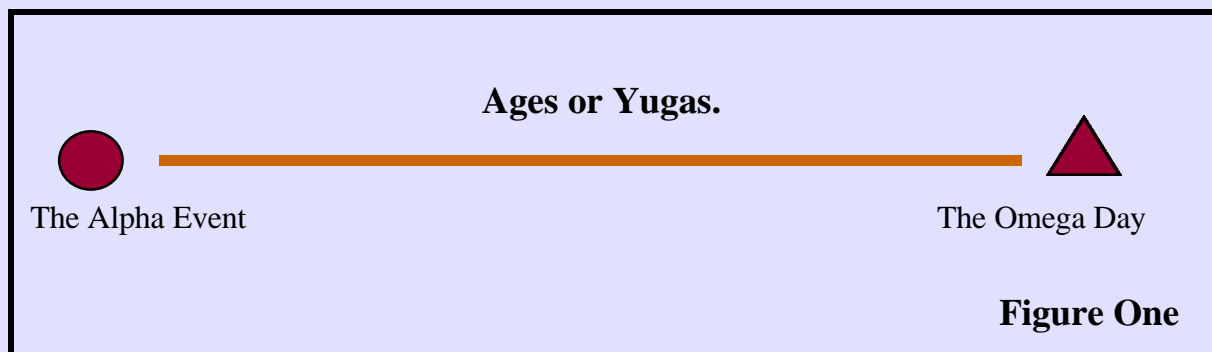 Ages or Yugas.
The Alpha Event
The Omega Day
Figure One